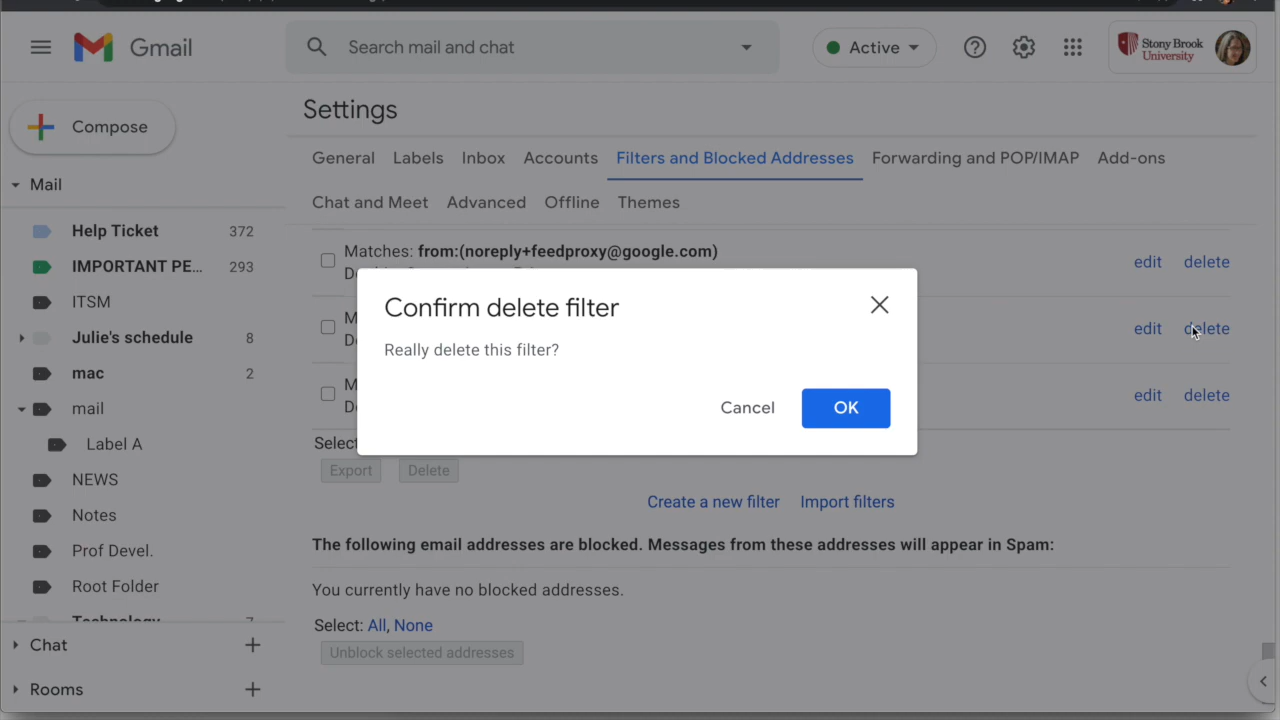 Gmail
Search mail and chat
Active
Stony Brook
University
Compose
Settings
General Labels Inbox Accounts Filters and Blocked Addresses Forwarding and POP/IMAP Add-ons
Chat and Meet Advanced Offline Themes
Mail
Help Ticket 372
IMPORTANT PE... 293
ITSM
Julie's schedule 8
mac 2
mail
Label A
NEWS
Notes
Prof Devel.
Root Folder
Technology 7
Chat
Rooms
Matches: from:(noreply+feedproxy@google.com)
edit delete
edit delete
edit delete
Confirm delete filter
Really delete this filter?
Cancel OK
Select
Export Delete
Create a new filter Import filters
The following email addresses are blocked. Messages from these addresses will appear in Spam:
You currently have no blocked addresses.
Select: All, None
Unblock selected addresses